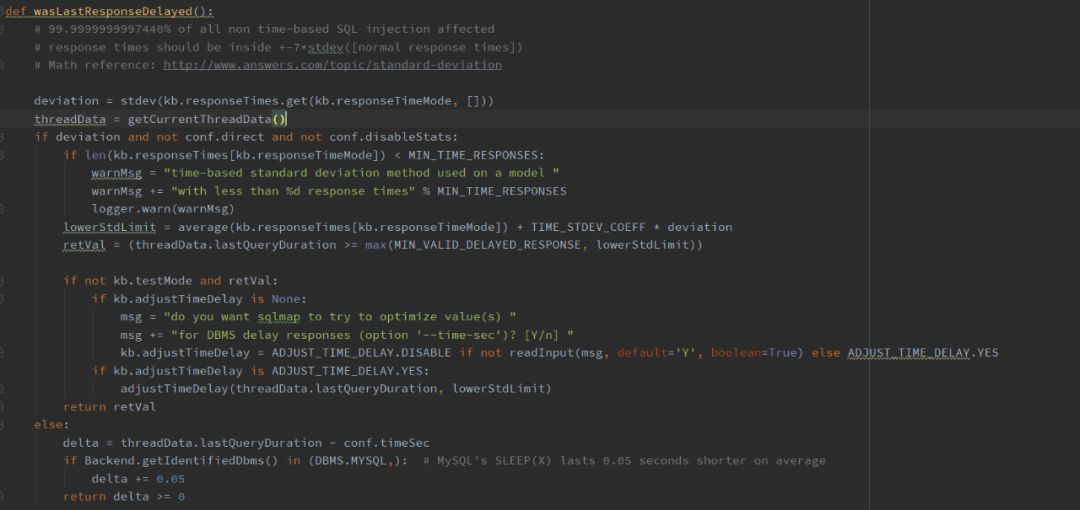 def wasLastResponseDelayed():
# 99.9999999997440% of all non time-based SQL injection affected
# response times should be inside +-7*stdev([normal response times])
# Math reference: http://www.answers.com/topic/standard-deviation
deviation = stdev(kb.responseTimes.get(kb.responseTimeMode, []))
threadData = getCurrentThreadData()
if deviation and not conf.direct and not conf.disableStats:
if len(kb.responseTimes[kb.responseTimeMode]) < MIN_TIME_RESPONSES:
warnMsg = "time-based standard deviation method used on a model "
warnMsg += "with less than %d response times" % MIN_TIME_RESPONSES
logger.warn(warnMsg)
lowerStdLimit = average(kb.responseTimes[kb.responseTimeMode]) + TIME_STDEV_COEFF * deviation
retVal = (threadData.lastQueryDuration >= max(MIN_VALID_DELAYED_RESPONSE, lowerStdLimit))
if not kb.testMode and retVal:
if kb.adjustTimeDelay is None:
msg = "do you want sqlmap to try to optimize value(s) "
msg += "for DBMS delay responses (option '--time-sec')? [Y/n] "
kb.adjustTimeDelay = ADJUST_TIME_DELAY.DISABLE if not readInput(msg, default='Y', boolean=True) else ADJUST_TIME_DELAY.YES
if kb.adjustTimeDelay is ADJUST_TIME_DELAY.YES:
adjustTimeDelay(threadData.lastQueryDuration, lowerStdLimit)
return retVal
else:
delta = threadData.lastQueryDuration - conf.timeSec
if Backend.getIdentifiedDbms() in (DBMS.MYSQL,):  # MySQL's SLEEP(X) lasts 0.05 seconds shorter on average
delta += 0.05
return delta >= 0